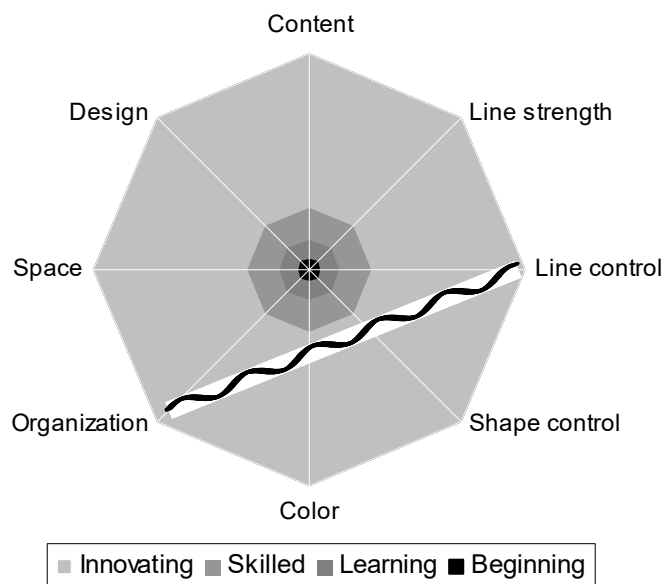 Content
Design
Line strength
Space
Line control
Organization
Shape control
Color
Innovating Skilled Learning Beginning